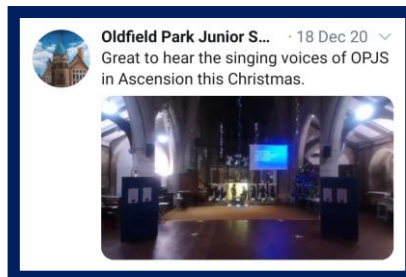 Oldfield Park Junior S... · 18 Dec 20
Great to hear the singing voices of OPJS
in Ascension this Christmas.